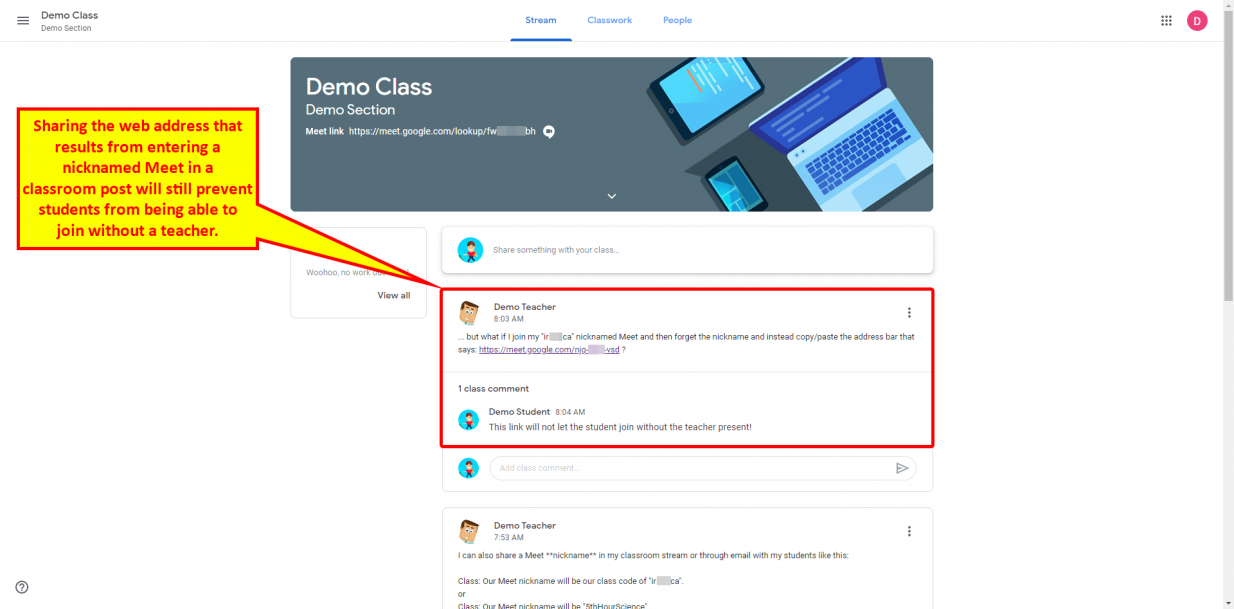 Demo Class
Demo Section
Stream
Classwork
People
D
Demo Class
Demo Section
Meet link https://meet.google.com/lookup/fw bh
Sharing the web address that
results from entering a
nicknamed Meet in a
classroom post will still prevent
students from being able to
join without a teacher.
Woohoo, no work
View all
Share something with your class...
Demo Teacher
8:03 AM
... but what if I join my "ir ca" nicknamed Meet and then forget the nickname and instead copy/paste the address bar that
says: https://meet.google.com/njq- -vsd ?
1 class comment
Demo Student 8:04 AM
This link will not let the student join without the teacher present!
Add class comment...
Demo Teacher
7:53 AM
I can also share a Meet **nickname** in my classroom stream or through email with my students like this:
Class: Our Meet nickname will be our class code of "ir ca".
or
Class: Our Meet nickname will be "5thHourScience"